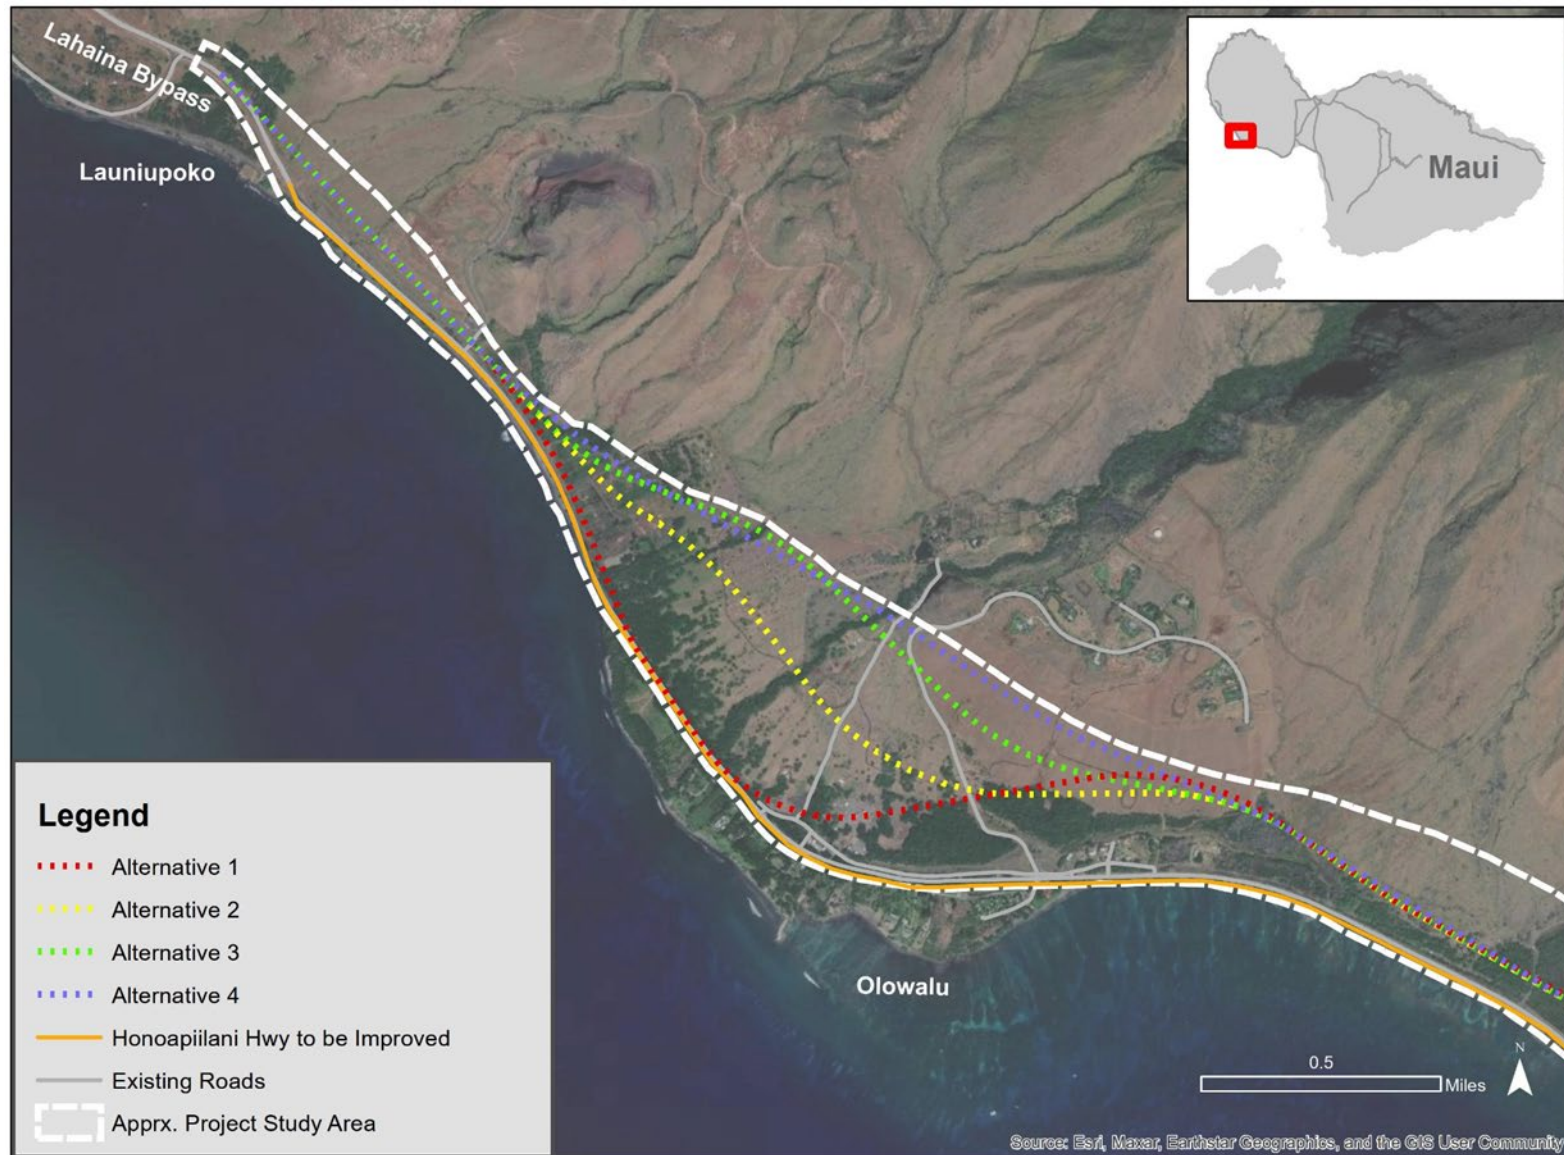 Lahaina Bypass
Launiupoko
Maui
Legend
Alternative 1
Alternative 2
Alternative 3
Alternative 4
Honoapiilani Hwy to be Improved
Existing Roads
Apprx. Project Study Area
Olowalu
0.5
Miles
N
Source: Esri, Maxar, Earthstar Geographics, and the GIS User Community